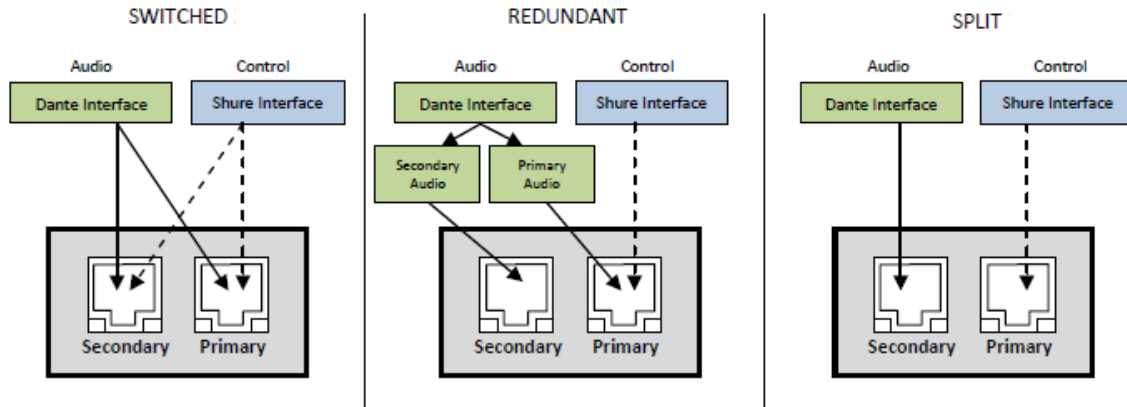 SWITCHED
Audio
Control
Dante Interface
Shure Interface
Secondary
Primary
REDUNDANT
Audio
Control
Dante Interface
Shure Interface
Secondary
Audio
Primary
Audio
Secondary
Primary
SPLIT
Audio
Control
Dante Interface
Shure Interface
Secondary
Primary